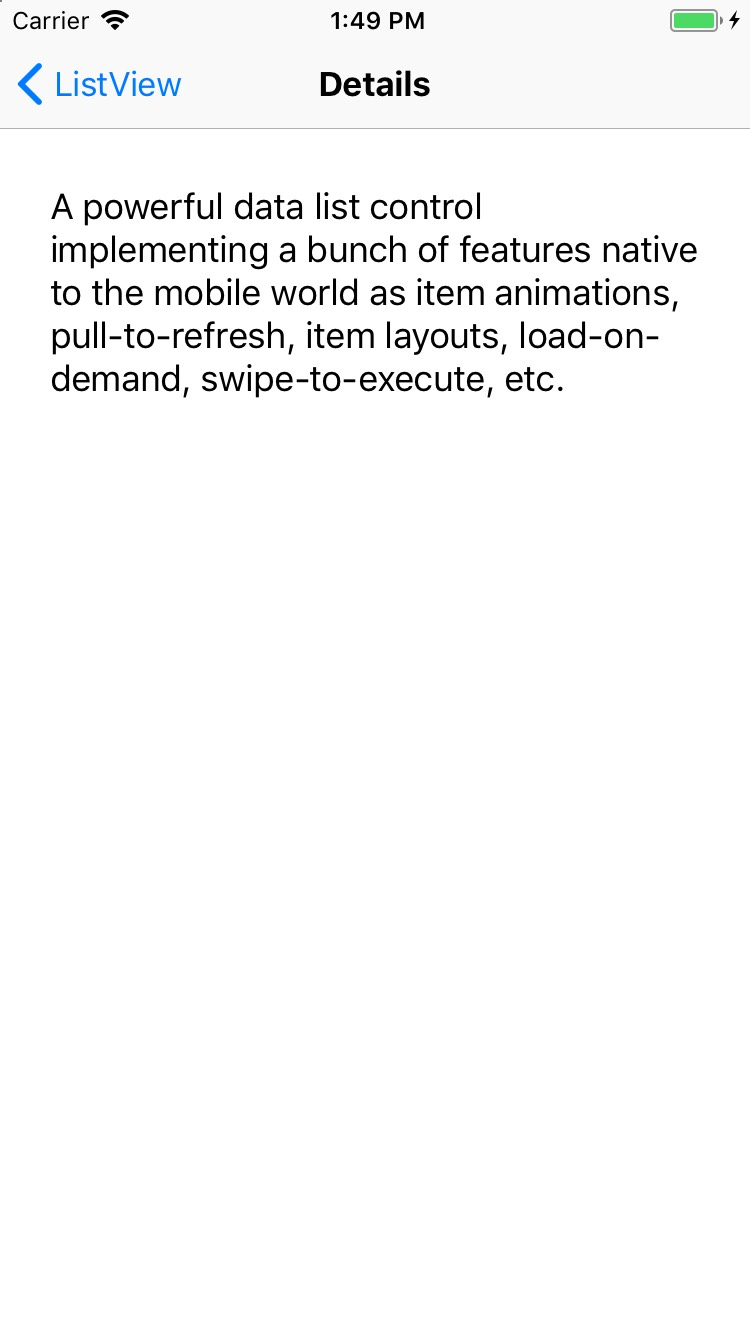 Carrier
1:49 PM
ListView
Details
A powerful data list control
implementing a bunch of features native
to the mobile world as item animations,
pull-to-refresh, item layouts, load-on-
demand, swipe-to-execute, etc.